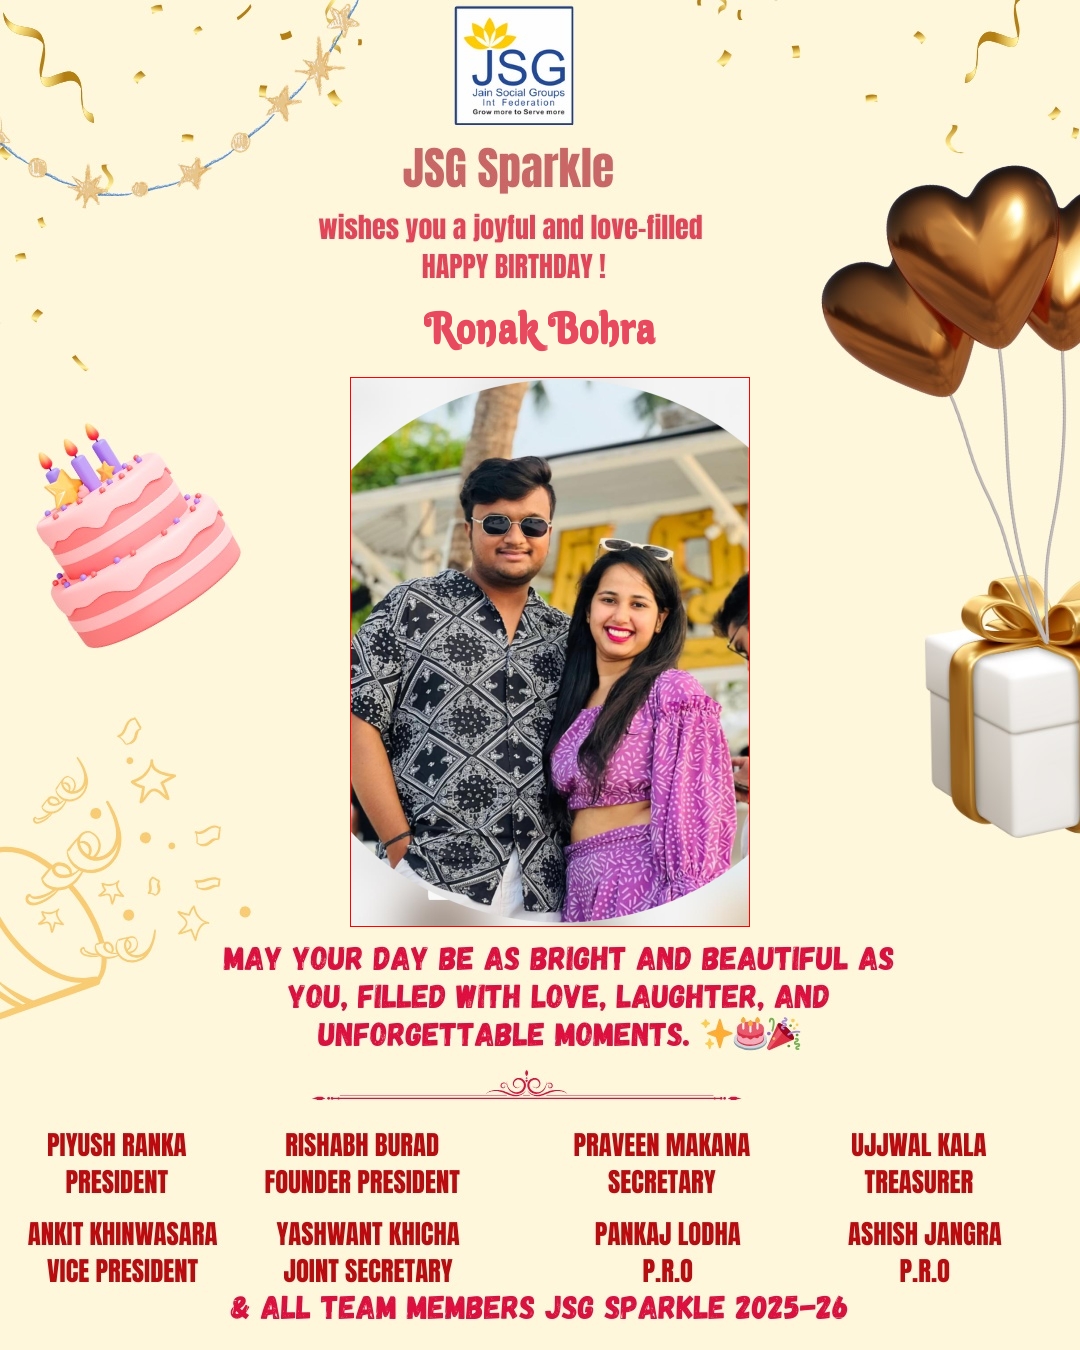 JSG
Jain Social Groups
Int Federation
Grow more to Serve more
JSG Sparkle
wishes you a joyful and love-filled
HAPPY BIRTHDAY !
Ronak Bohra
MAY YOUR DAY BE AS BRIGHT AND BEAUTIFUL AS
YOU, FILLED WITH LOVE, LAUGHTER, AND
UNFORGETTABLE MOMENTS. ✨🎂🎉
PIYUSH RANKA
PRESIDENT
RISHABH BURAD
FOUNDER PRESIDENT
PRAVEEN MAKANA
SECRETARY
UJJWAL KALA
TREASURER
ANKIT KHINWASARA
VICE PRESIDENT
YASHWANT KHICHA
JOINT SECRETARY
PANKAJ LODHA
P.R.O
ASHISH JANGRA
P.R.O
& ALL TEAM MEMBERS JSG SPARKLE 2025-26